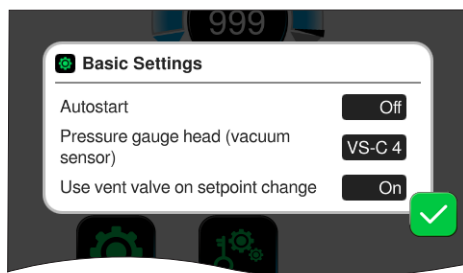 999
Basic Settings
Autostart Off
Pressure gauge head (vacuum
sensor) VS-C 4
Use vent valve on setpoint change On